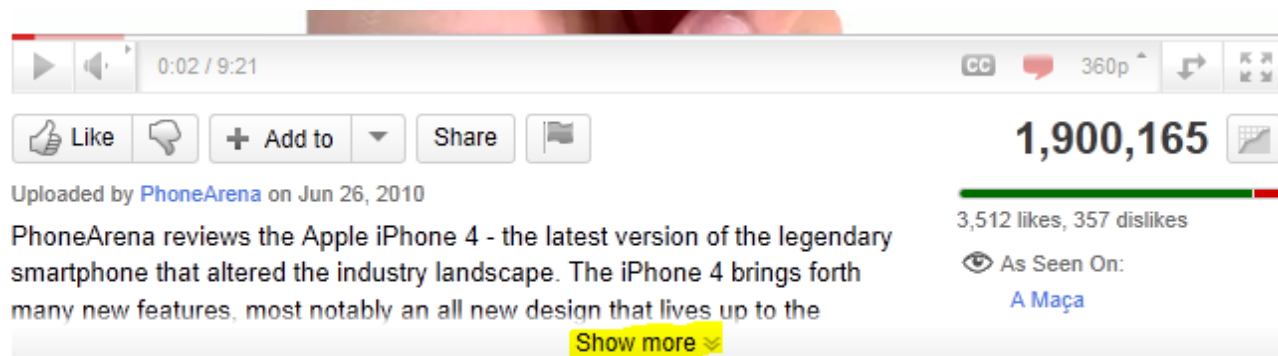 0:02 / 9:21
CC
360p
Like
Add to
Share
1,900,165
Uploaded by PhoneArena on Jun 26, 2010
PhoneArena reviews the Apple iPhone 4 - the latest version of the legendary
smartphone that altered the industry landscape. The iPhone 4 brings forth
many new features, most notably an all new design that lives up to the
Show more
3,512 likes, 357 dislikes
As Seen On:
A Maça